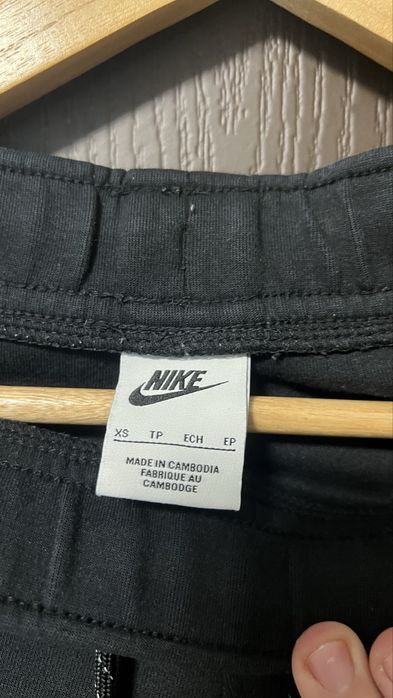 NIKE
XS TP ECH EP
MADE IN CAMBODIA
FABRIQUE AU
CAMBODGE